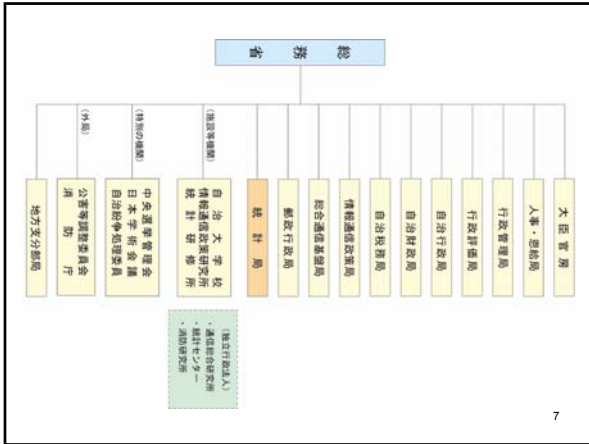 総務省
大臣官房
人事・恩給局
行政管理局
行政評価局
自治行政局
自治財政局
自治税務局
情報通信政策局
総合通信基盤局
郵政行政局
統計局
(施設等機関)
自治大学校
情報通信政策研究所
統計研修所
(特別の機関)
中央選挙管理会
日本学術会議
自治紛争処理委員
(外局)
公害等調整委員会
消防庁
地方支分部局
(独立行政法人)
・通信総合研究所
・統計センター
・消防研究所
7